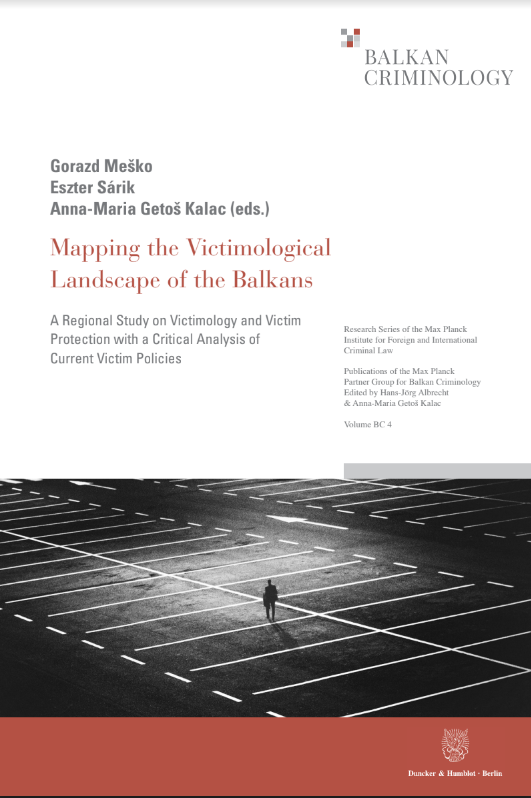 BALKAN
CRIMINOLOGY
Gorazd Meško
Eszter Sárik
Anna-Maria Getoš Kalac (eds.)
Mapping the Victimological
Landscape of the Balkans
A Regional Study on Victimology and Victim
Protection with a Critical Analysis of
Current Victim Policies
Research Series of the Max Planck
Institute for Foreign and International
Criminal Law
Publications of the Max Planck
Partner Group for Balkan Criminology
Edited by Hans-Jörg Albrecht
& Anna-Maria Getoš Kalac
Volume BC 4
Duncker & Humblot · Berlin